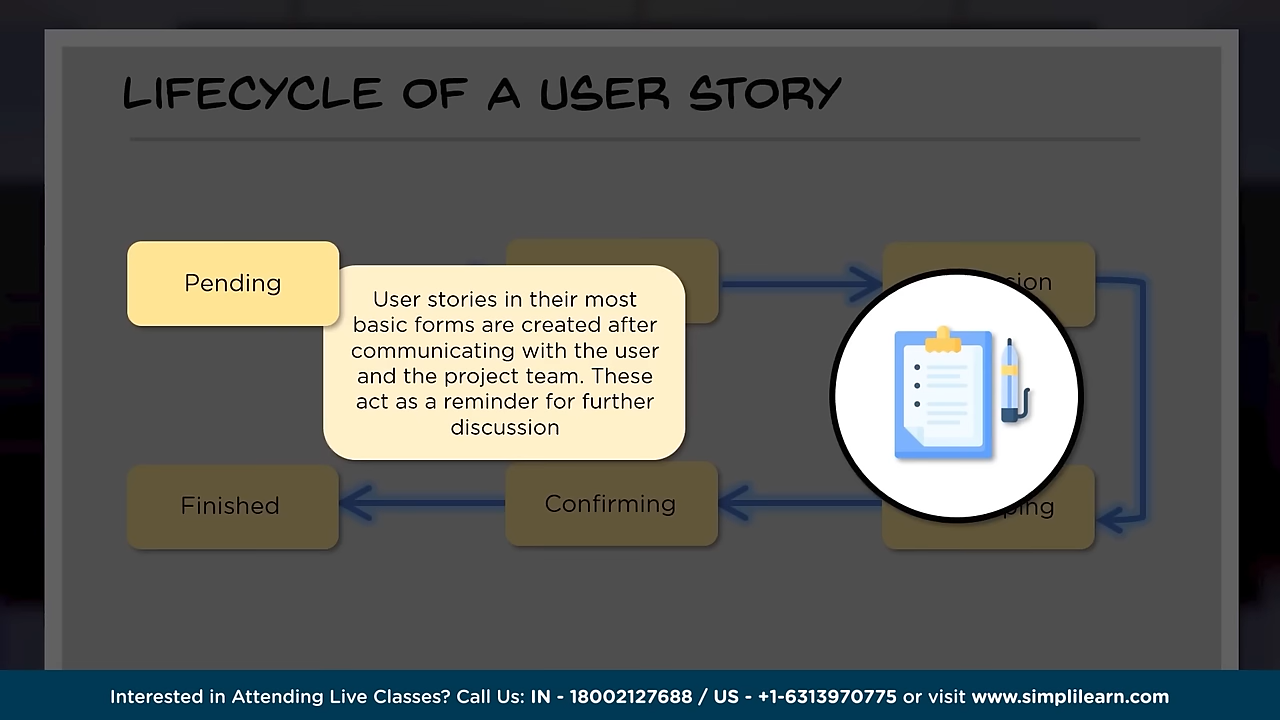 LIFECYCLE OF A USER STORY
Pending
User stories in their most
basic forms are created after
communicating with the user
and the project team. These
act as a reminder for further
discussion
Finished
Confirming
Interested in Attending Live Classes? Call Us: IN - 18002127688 / US - +1-6313970775 or visit www.simplilearn.com